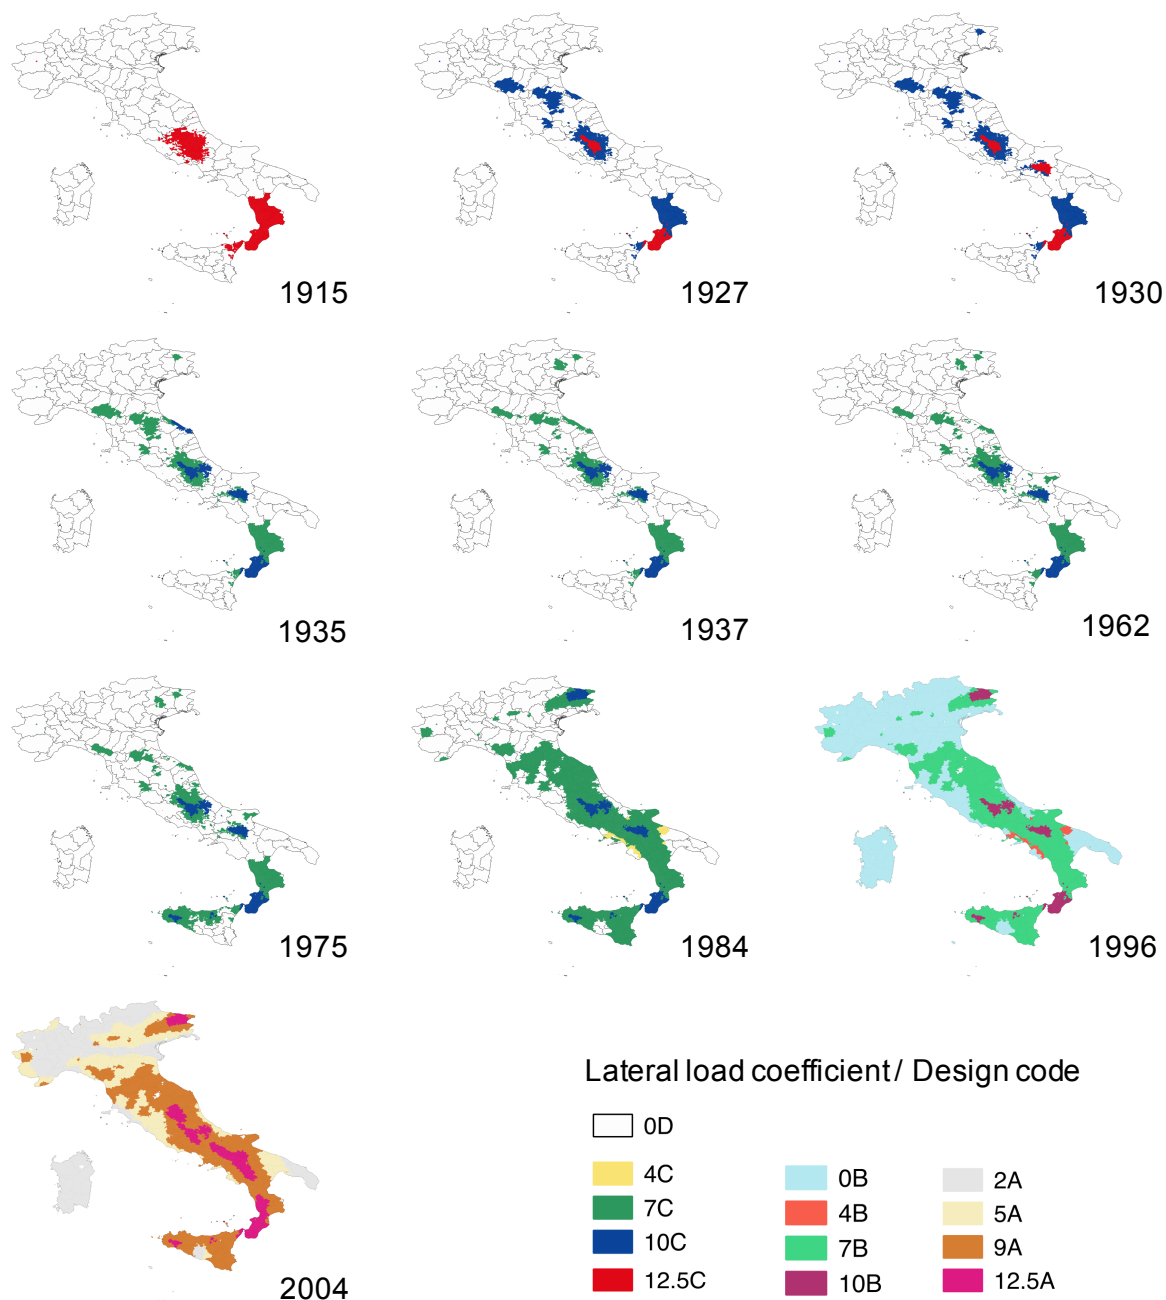 1915
1927
1930
1935
1937
1962
1975
1984
1996
2004
Lateral load coefficient / Design code
0D
4C
7C
10C
12.5C
0B
4B
7B
10B
2A
5A
9A
12.5A